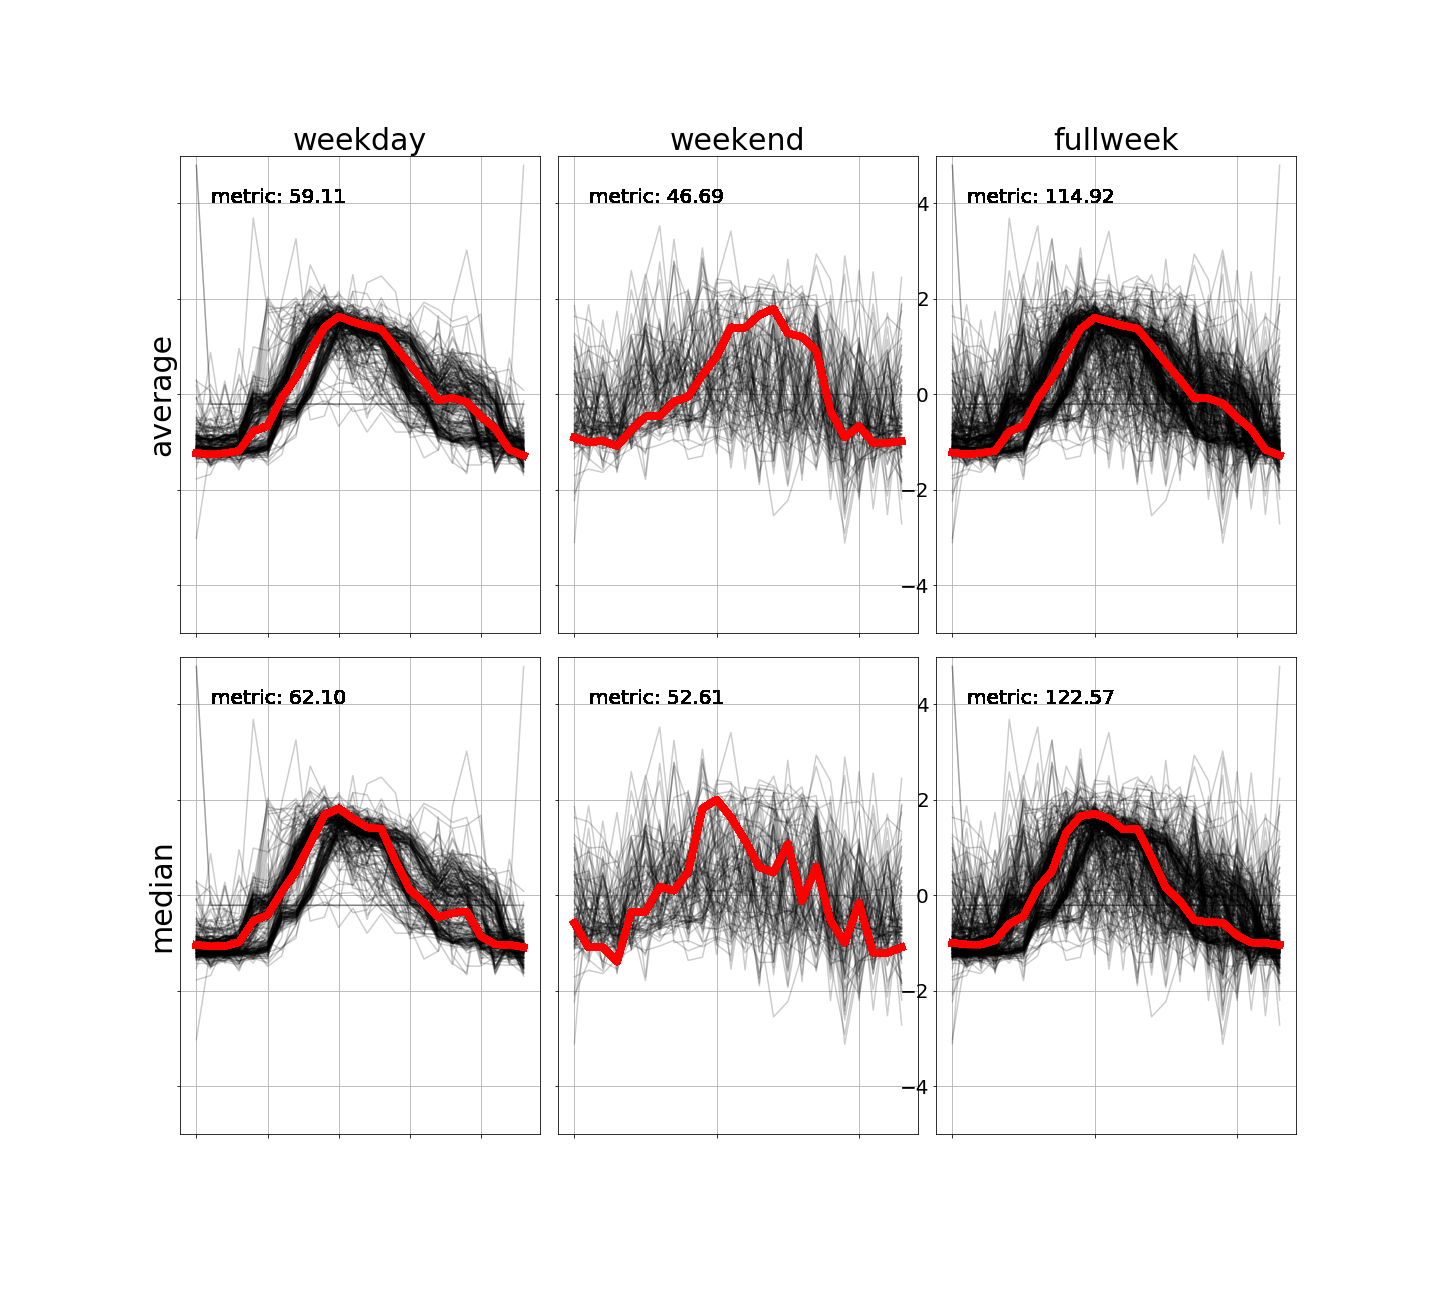 weekday weekend fullweek
average
metric: 59.11
metric: 46.69
metric: 114.92
4
2
0
−2
−4
median
metric: 62.10
metric: 52.61
metric: 122.57
4
2
0
−2
−4